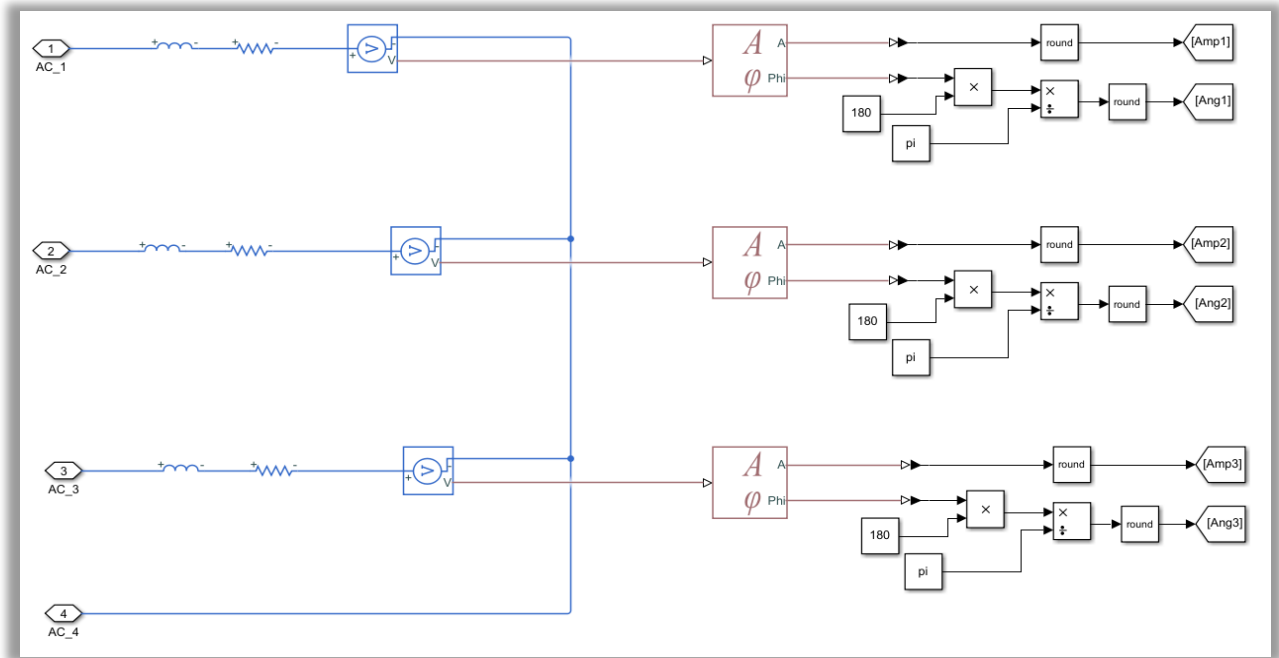 1
AC_1
+ -
+ -
+
V
V
A
φ
A
Phi
round
[Amp1]
×
180
×
÷
pi
round
[Ang1]
2
AC_2
+ -
+ -
+
V
V
A
φ
A
Phi
round
[Amp2]
×
180
×
÷
pi
round
[Ang2]
3
AC_3
+ -
+ -
+
V
V
A
φ
A
Phi
round
[Amp3]
×
180
×
÷
pi
round
[Ang3]
4
AC_4